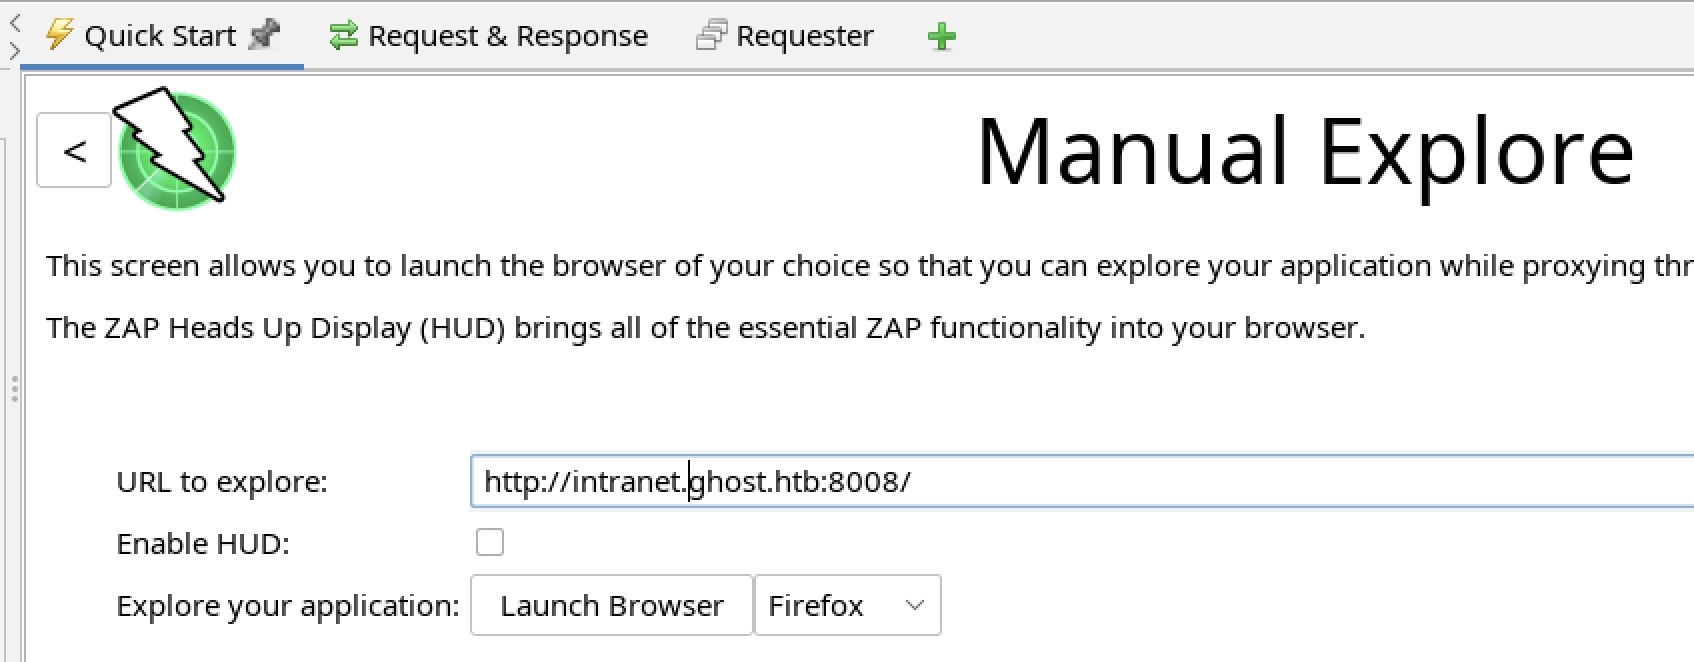 Quick Start Request & Response Requester
< Manual Explore
This screen allows you to launch the browser of your choice so that you can explore your application while proxying
The ZAP Heads Up Display (HUD) brings all of the essential ZAP functionality into your browser.
URL to explore: http://intranet.ghost.htb:8008/
Enable HUD:
Explore your application: Launch Browser Firefox